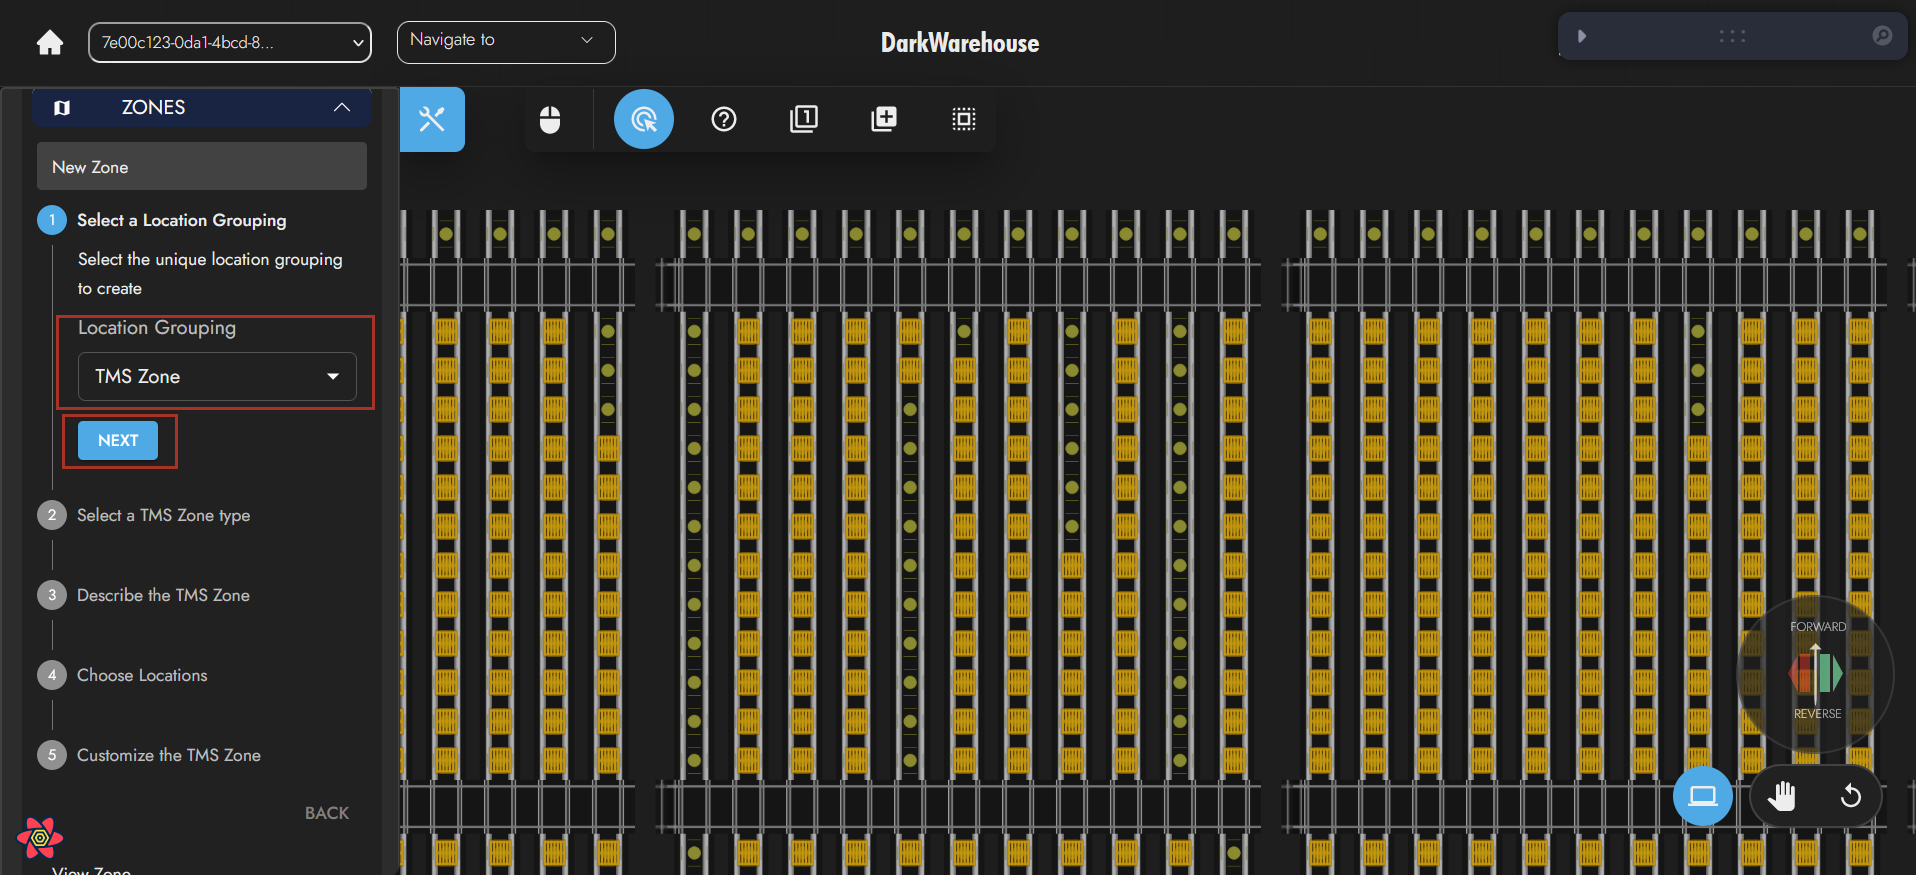 7e00c123-0da1-4bcd-8...
Navigate to
DarkWarehouse
ZONES
New Zone
1 Select a Location Grouping
Select the unique location grouping
to create
Location Grouping
TMS Zone
NEXT
2 Select a TMS Zone type
3 Describe the TMS Zone
4 Choose Locations
5 Customize the TMS Zone
BACK
View Zone
1
FORWARD
REVERSE